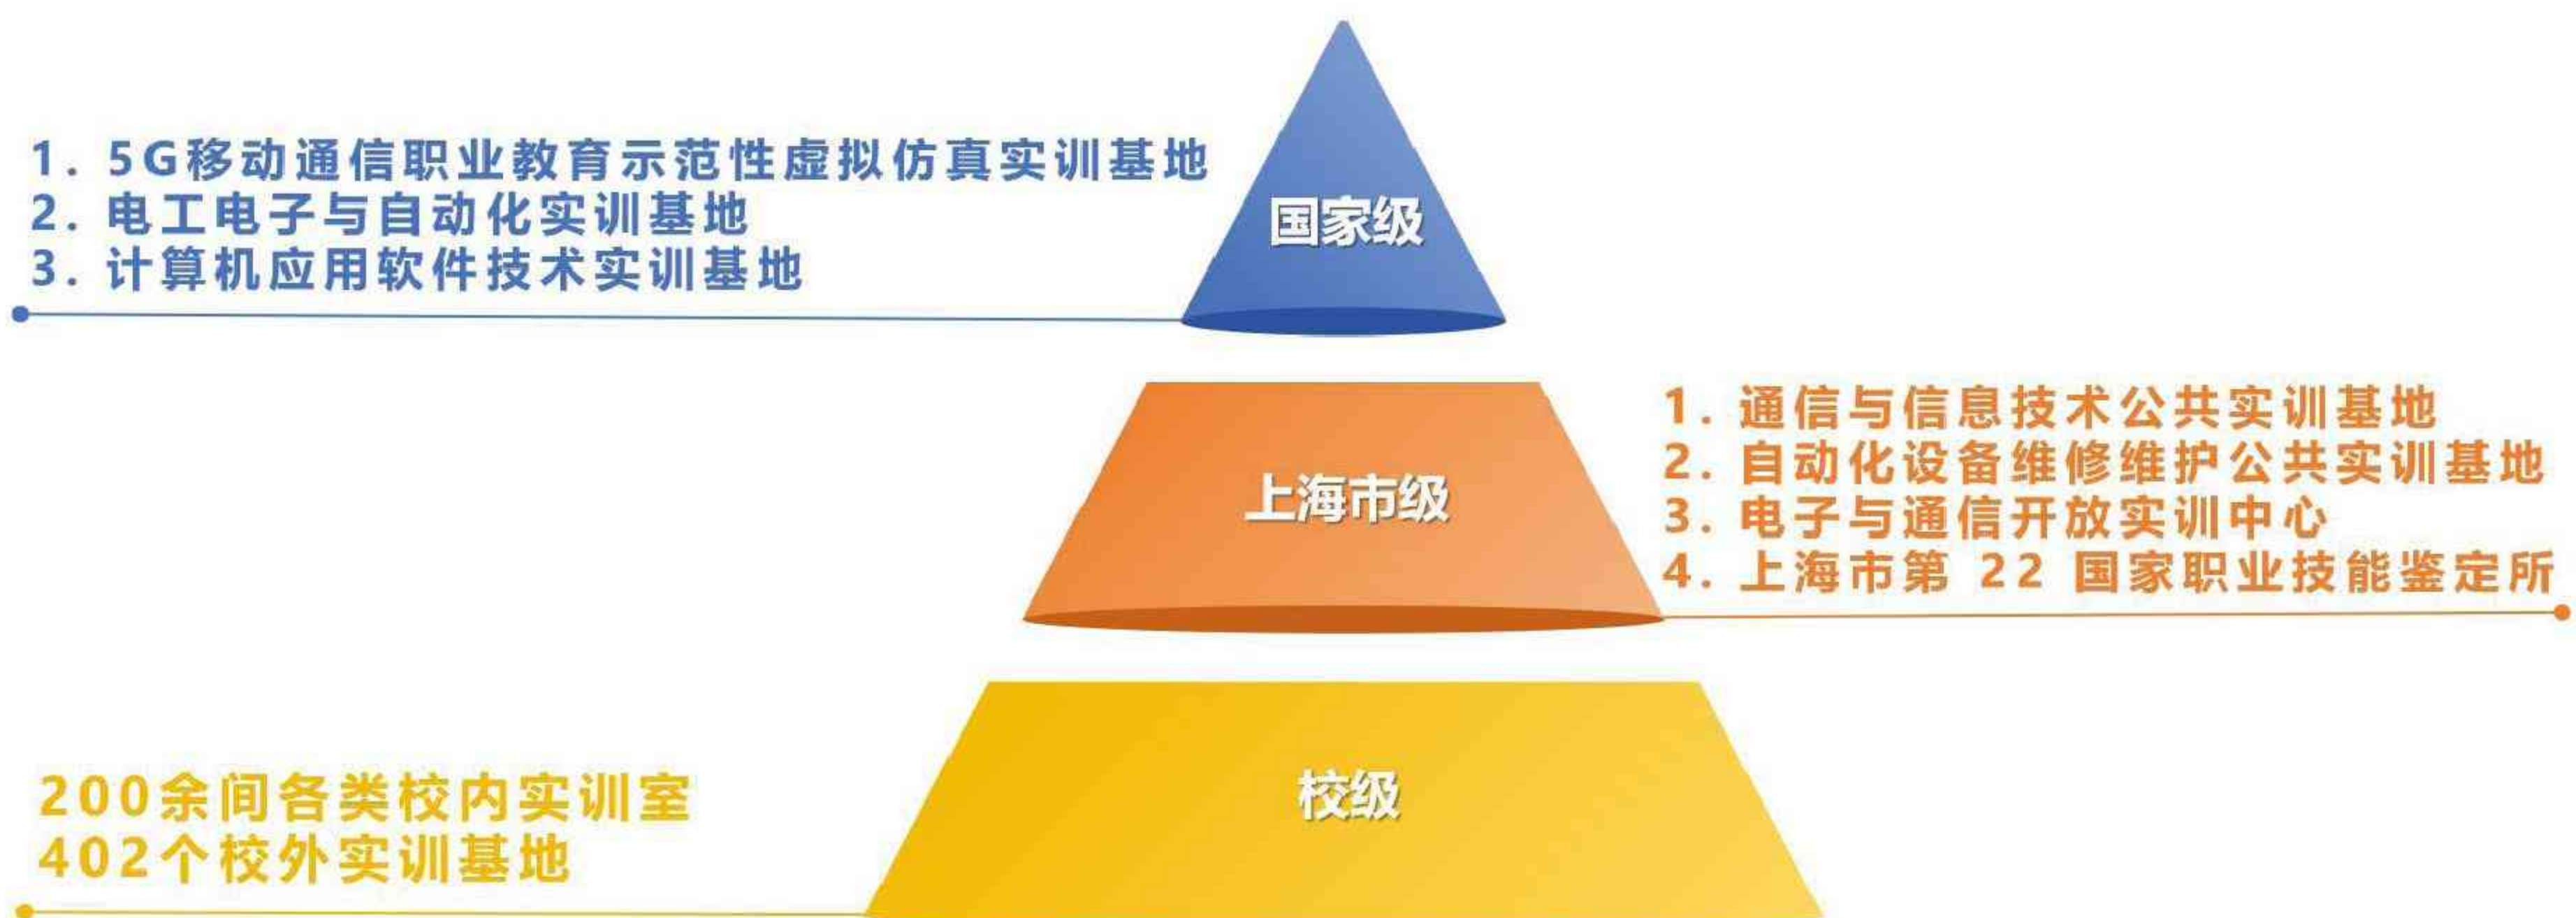 1. 5G移动通信职业教育示范性虚拟仿真实训基地
2. 电工电子与自动化实训基地
3. 计算机应用软件技术实训基地
国家级
上海市级
1. 通信与信息技术公共实训基地
2. 自动化设备维修维护公共实训基地
3. 电子与通信开放实训中心
4. 上海市第 22 国家职业技能鉴定所
200余间各类校内实训室
402个校外实训基地
校级